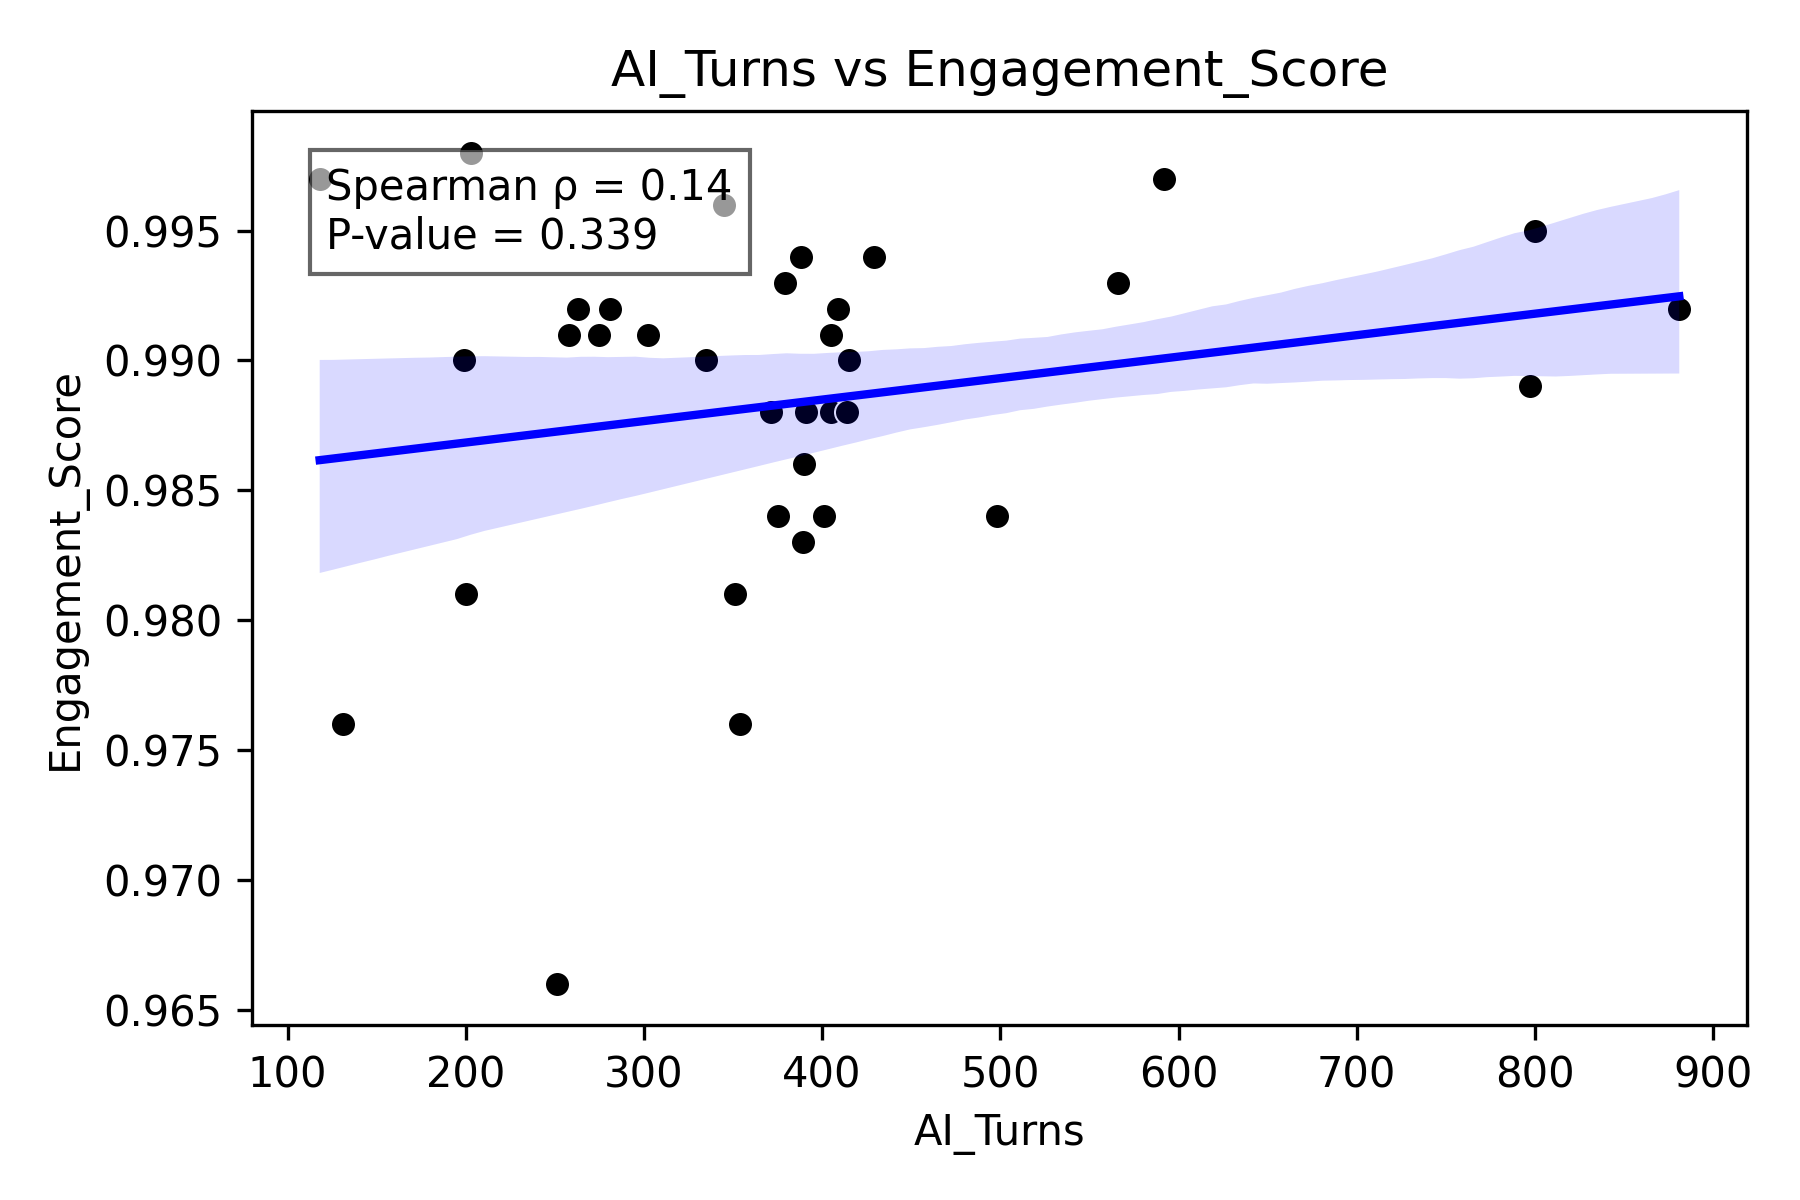 AI_Turns vs Engagement_Score
Spearman ρ = 0.14
P-value = 0.339
Engagement_Score
0.995
0.990
0.985
0.980
0.975
0.970
0.965
100 200 300 400 500 600 700 800 900
AI_Turns